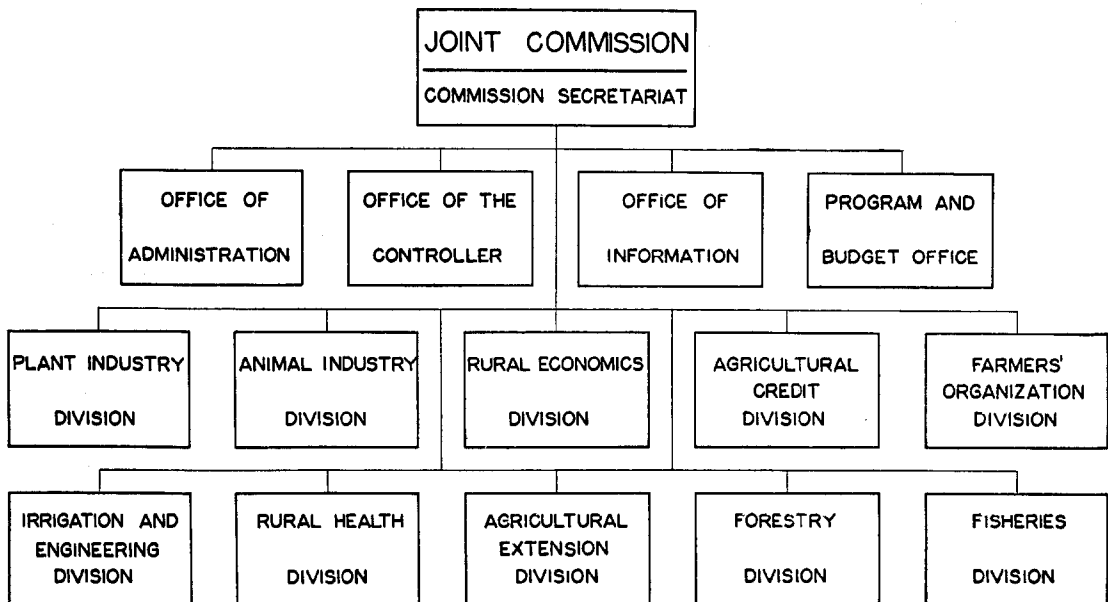 JOINT COMMISSION
COMMISSION SECRETARIAT
OFFICE OF
ADMINISTRATION
OFFICE OF THE
CONTROLLER
OFFICE OF
INFORMATION
PROGRAM AND
BUDGET OFFICE
PLANT INDUSTRY
DIVISION
ANIMAL INDUSTRY
DIVISION
RURAL ECONOMICS
DIVISION
AGRICULTURAL
CREDIT
DIVISION
FARMERS'
ORGANIZATION
DIVISION
IRRIGATION AND
ENGINEERING
DIVISION
RURAL HEALTH
DIVISION
AGRICULTURAL
EXTENSION
DIVISION
FORESTRY
DIVISION
FISHERIES
DIVISION